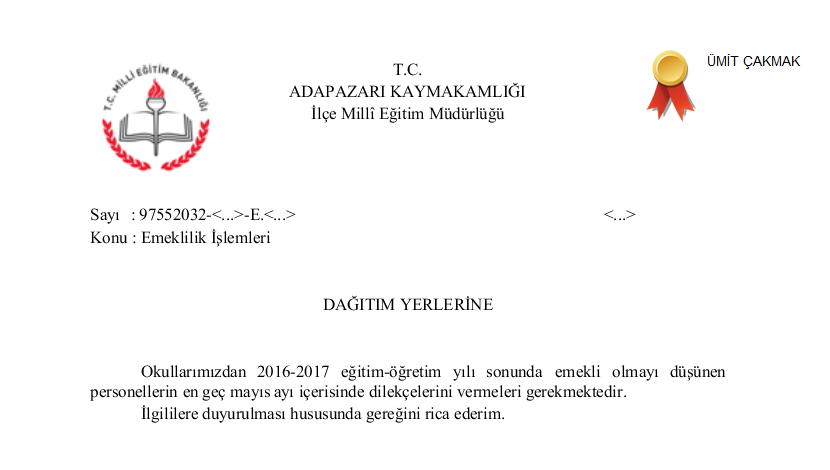 T.C. MİLLÎ EĞİTİM BAKANLIĞI
T.C.
ADAPAZARI KAYMAKAMLIĞI
İlçe Millî Eğitim Müdürlüğü
ÜMİT ÇAKMAK
Sayı : 97552032-<...>-E.<...> <...>
Konu : Emeklilik İşlemleri
DAĞITIM YERLERİNE
Okullarımızdan 2016-2017 eğitim-öğretim yılı sonunda emekli olmayı düşünen
personellerin en geç mayıs ayı içerisinde dilekçelerini vermeleri gerekmektedir.
İlgililere duyurulması hususunda gereğini rica ederim.